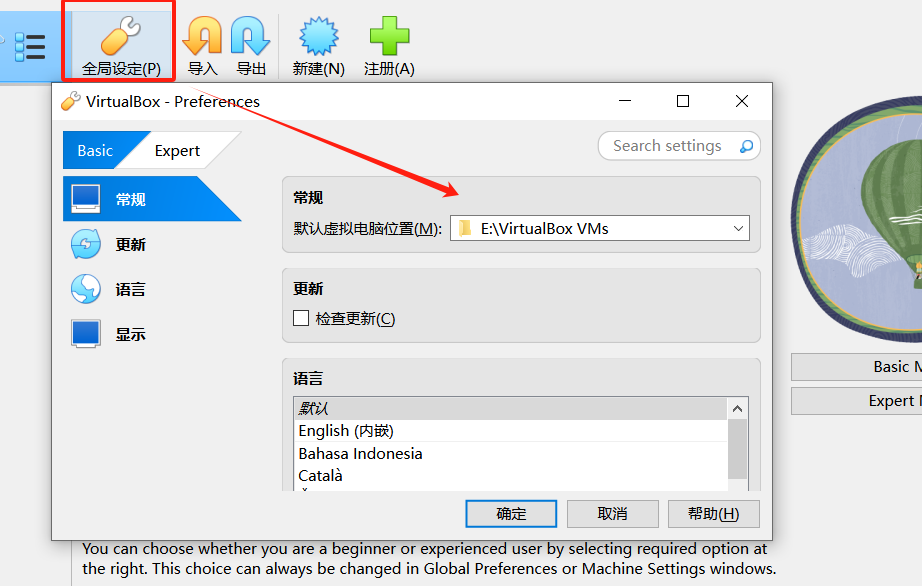 全局设定(P)
导入
导出
新建(N)
注册(A)
VirtualBox - Preferences
Basic
Expert
Search settings
常规
更新
语言
显示
常规
默认虚拟电脑位置(M):
E:\VirtualBox VMs
更新
检查更新(C)
语言
默认
English (内嵌)
Bahasa Indonesia
Català
确定
取消
帮助(H)
Basic M
Expert
You can choose whether you are a beginner or experienced user by selecting required option at
the right. This choice can always be changed in Global Preferences or Machine Settings windows.